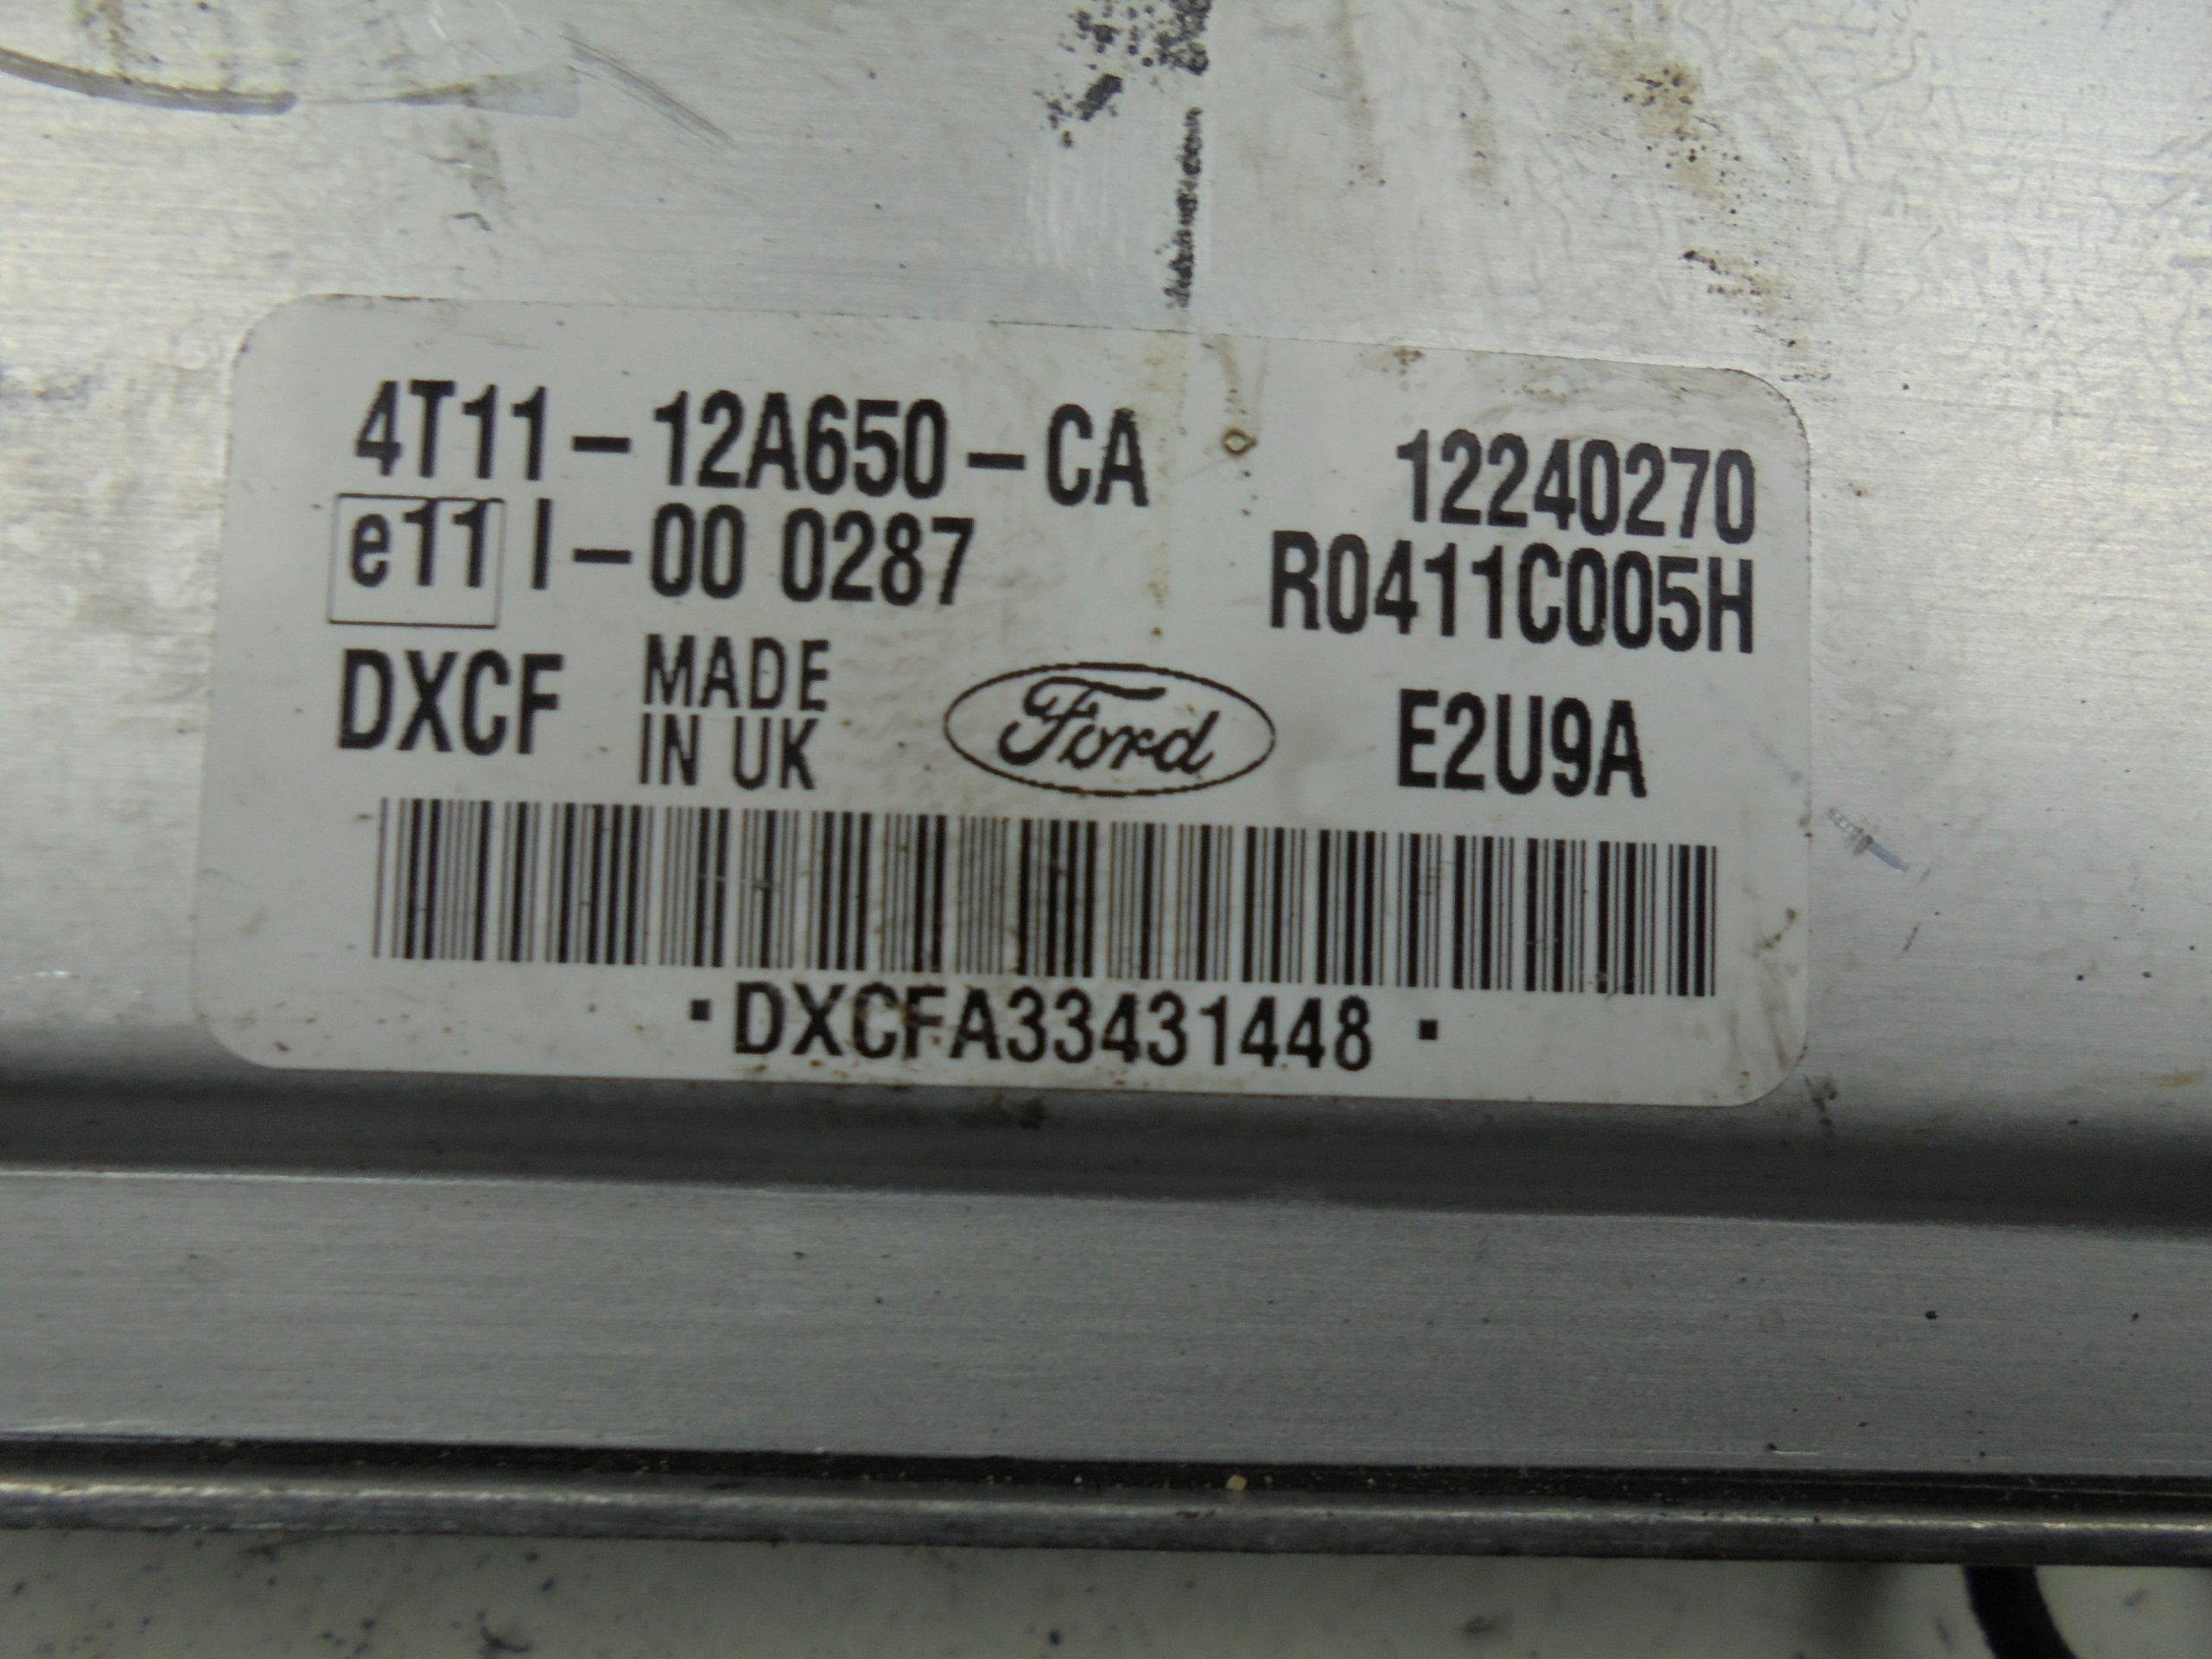 4T11-12A650-CA 12240270
e11 I-00 0287 R0411C005H
DXCF MADE IN UK Ford E2U9A
·DXCFA33431448·